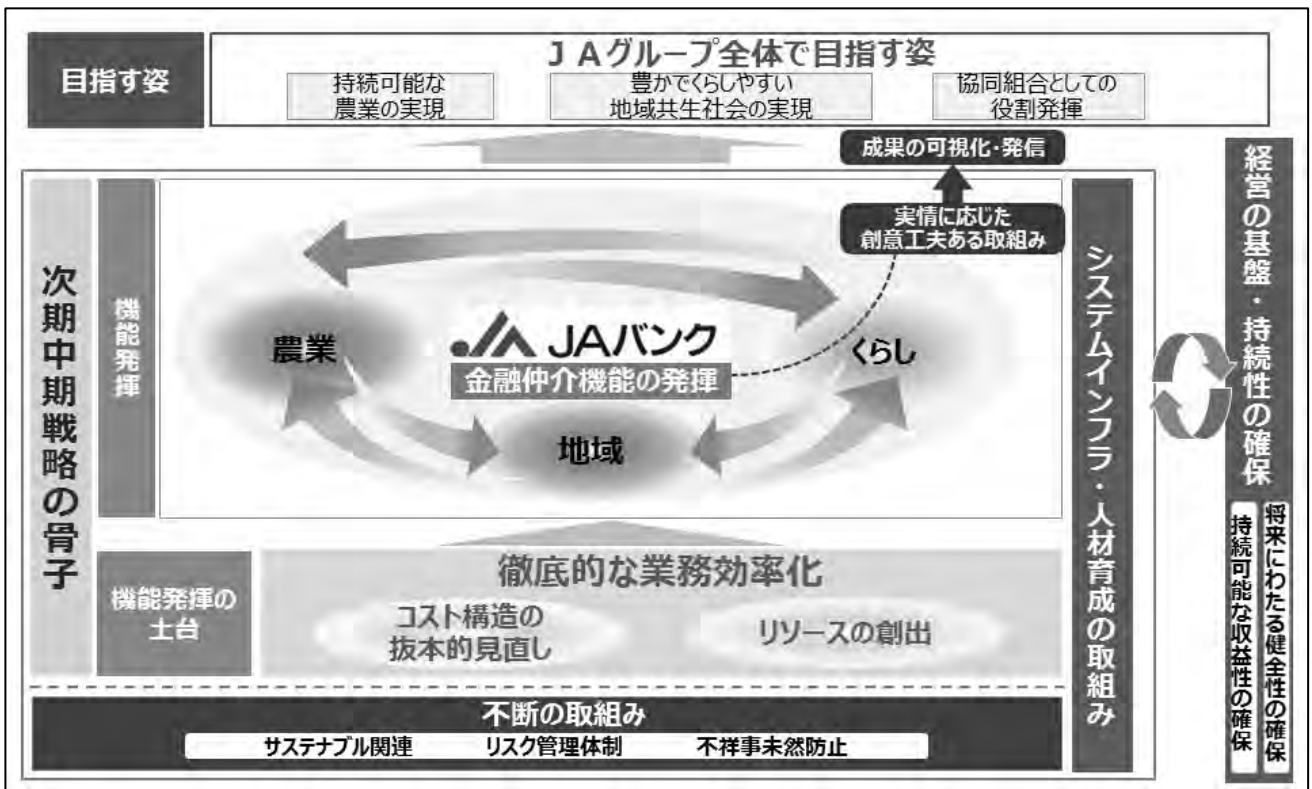 目指す姿
ＪＡグループ全体で目指す姿
持続可能な
農業の実現
豊かでくらしやすい
地域共生社会の実現
協同組合としての
役割発揮
成果の可視化・発信
実情に応じた
創意工夫ある取組み
次期中期戦略の骨子
機能発揮
農業
JAバンク
金融仲介機能の発揮
くらし
地域
機能発揮の
土台
徹底的な業務効率化
コスト構造の
抜本的見直し
リソースの創出
不断の取組み
サステナブル関連
リスク管理体制
不祥事未然防止
システムインフラ・人材育成の取組み
経営の基盤・持続性の確保
将来にわたる健全性の確保
持続可能な収益性の確保